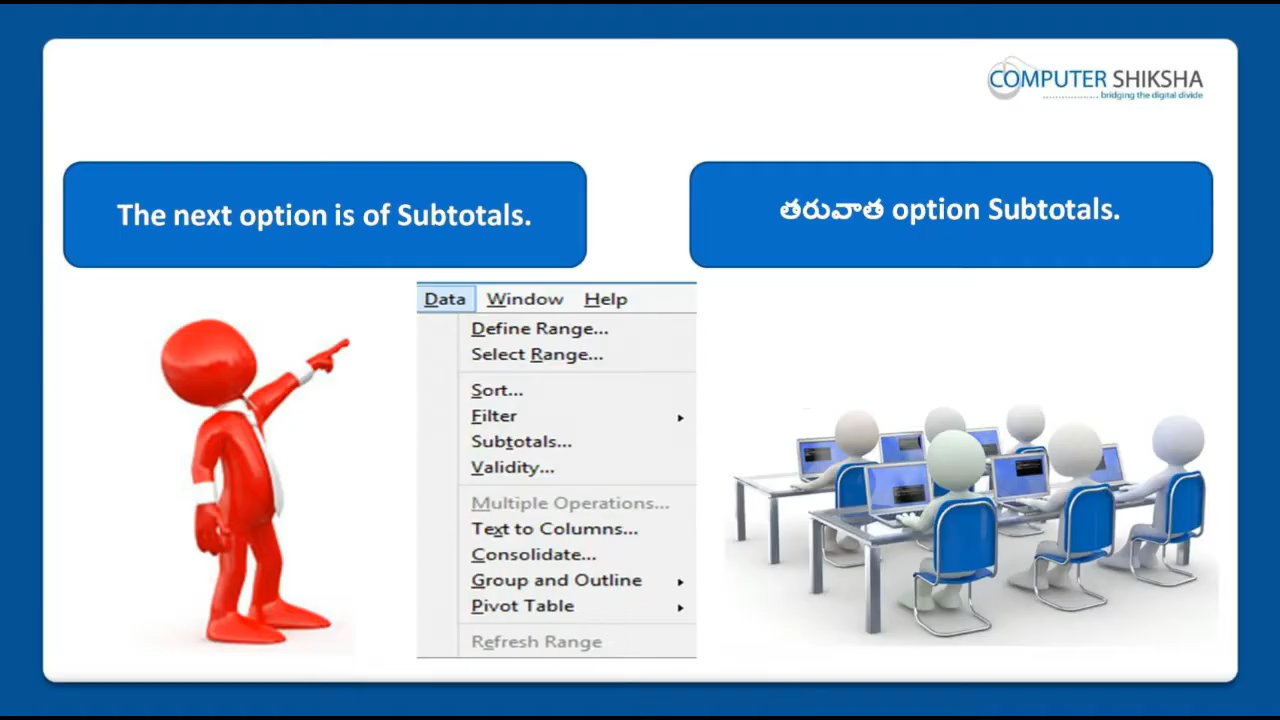 COMPUTER SHIKSHA
bridging the digital divide
The next option is of Subtotals.
తరువాత option Subtotals.
Data Window Help
Define Range...
Select Range...
Sort...
Filter
Subtotals...
Validity...
Multiple Operations...
Text to Columns...
Consolidate...
Group and Outline
Pivot Table
Refresh Range